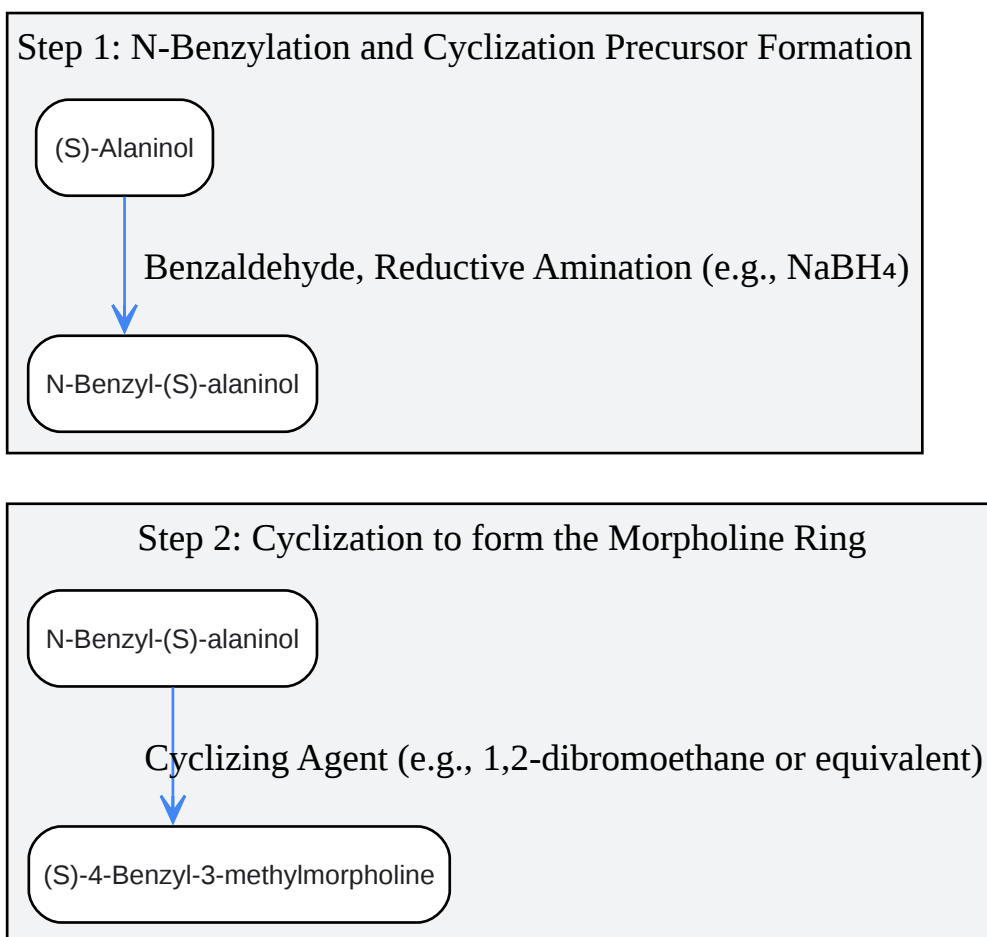 Step 1: N-Benzylation and Cyclization Precursor Formation
(S)-Alaninol
Benzaldehyde, Reductive Amination (e.g., NaBH₄)
N-Benzyl-(S)-alaninol
Step 2: Cyclization to form the Morpholine Ring
N-Benzyl-(S)-alaninol
Cyclizing Agent (e.g., 1,2-dibromoethane or equivalent)
(S)-4-Benzyl-3-methylmorpholine